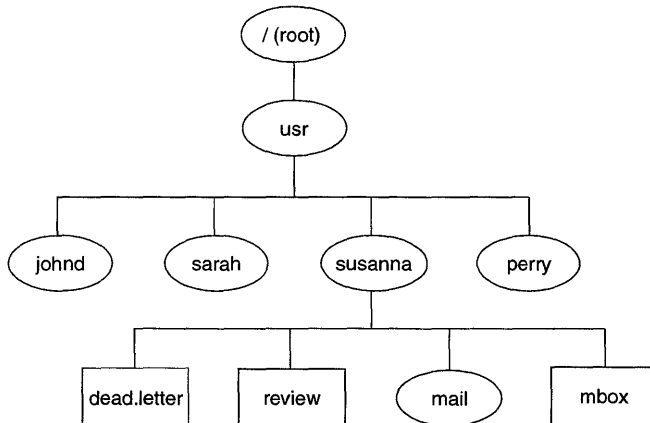 / (root)
usr
johnd
sarah
susanna
perry
dead.letter
review
mail
mbox